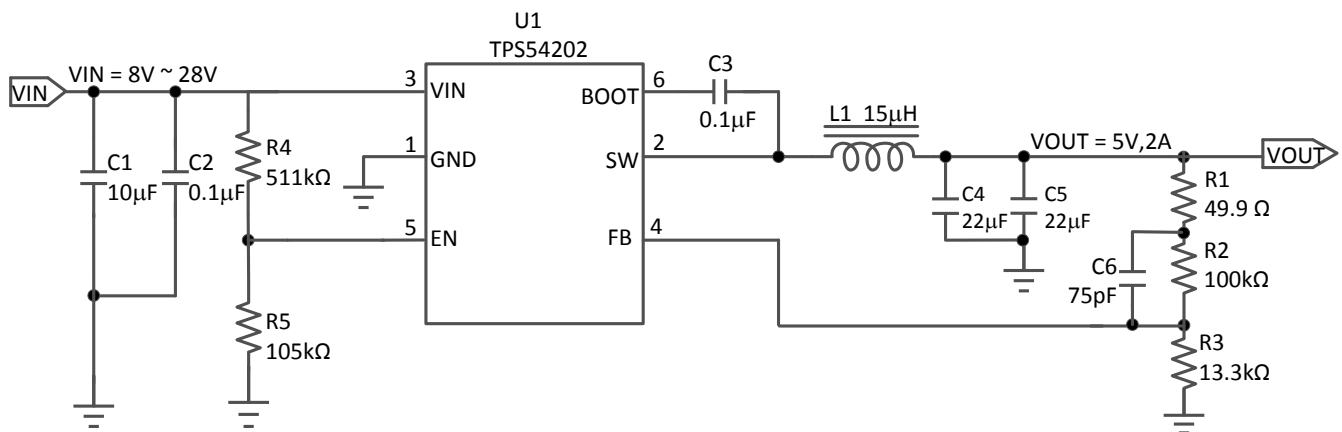 U1
TPS54202
VIN
VIN = 8V ~ 28V
3
VIN
BOOT
6
C3
0.1μF
C1
10μF
C2
0.1μF
R4
511kΩ
1
GND
SW
2
L1 15μH
VOUT = 5V,2A
VOUT
C4
22μF
C5
22μF
R1
49.9 Ω
5
EN
FB
4
C6
75pF
R2
100kΩ
R5
105kΩ
R3
13.3kΩ